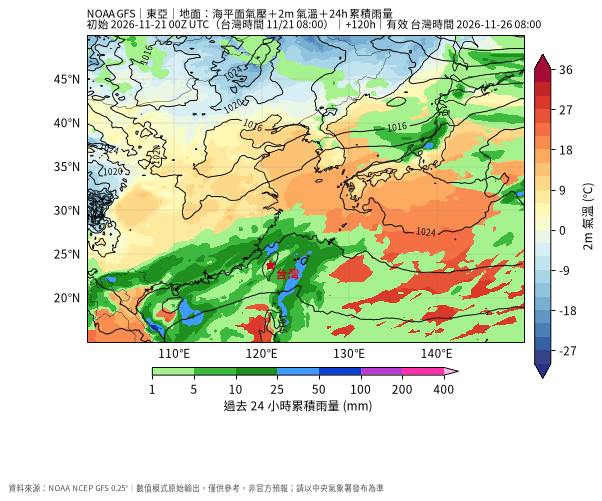 NOAA GFS｜東亞｜地面：海平面氣壓＋2m 氣溫＋24h 累積雨量
初始 2026-11-21 00Z UTC（台灣時間 11/21 08:00）｜+120h｜有效 台灣時間 2026-11-26 08:00
45°N
40°N
35°N
30°N
25°N
20°N
110°E
120°E
130°E
140°E
1016
1024
1020
1016
1016
1020
1020
1024
台灣
36
27
18
9
0
-9
-18
-27
2m 氣溫 (°C)
1
5
10
25
50
100
200
400
過去 24 小時累積雨量 (mm)
資料來源：NOAA NCEP GFS 0.25°｜數值模式原始輸出，僅供參考，非官方預報；請以中央氣象署發布為準